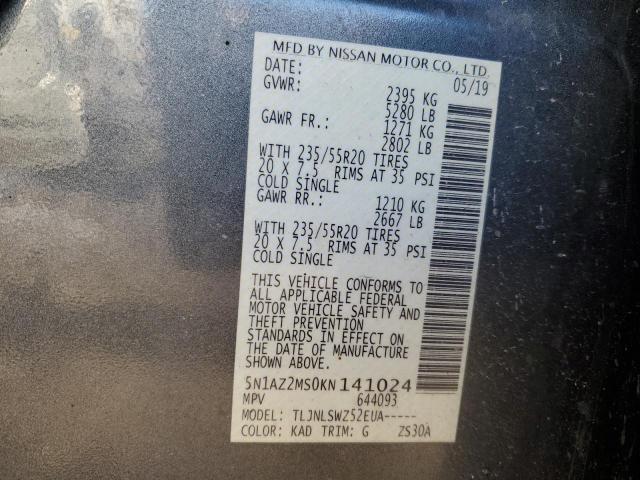 MFD.BY NISSAN MOTOR CO., LTD.
DATE: 05/19
GVWR: 2395 KG
5280 LB
GAWR FR.: 1271 KG
2802 LB
WITH 235/55R20 TIRES
20 X 7.5 RIMS AT 35 PSI
COLD SINGLE
GAWR RR.: 1210 KG
2667 LB
WITH 235/55R20 TIRES
20 X 7.5 RIMS AT 35 PSI
COLD SINGLE
THIS VEHICLE CONFORMS TO
ALL APPLICABLE FEDERAL
MOTOR VEHICLE SAFETY AND
THEFT PREVENTION
STANDARDS IN EFFECT ON
THE DATE OF MANUFACTURE
SHOWN ABOVE.
5N1AZ2MS0KN141024
MPV 644093
MODEL: TLJNLSWZ52EUA-----
COLOR: KAD TRIM: G ZS30A